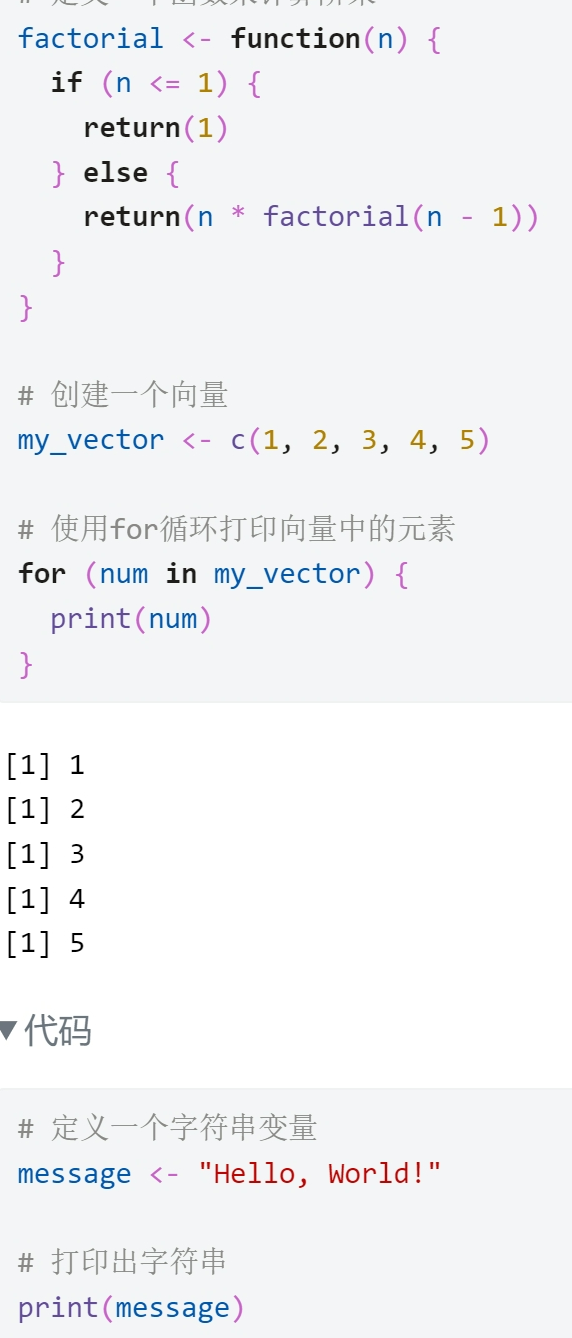 factorial <- function(n) {
  if (n <= 1) {
    return(1)
  } else {
    return(n * factorial(n - 1))
  }
}
# 创建一个向量
my_vector <- c(1, 2, 3, 4, 5)
# 使用for循环打印向量中的元素
for (num in my_vector) {
  print(num)
}
[1] 1
[1] 2
[1] 3
[1] 4
[1] 5
▼代码
# 定义一个字符串变量
message <- "Hello, World!"
# 打印出字符串
print(message)